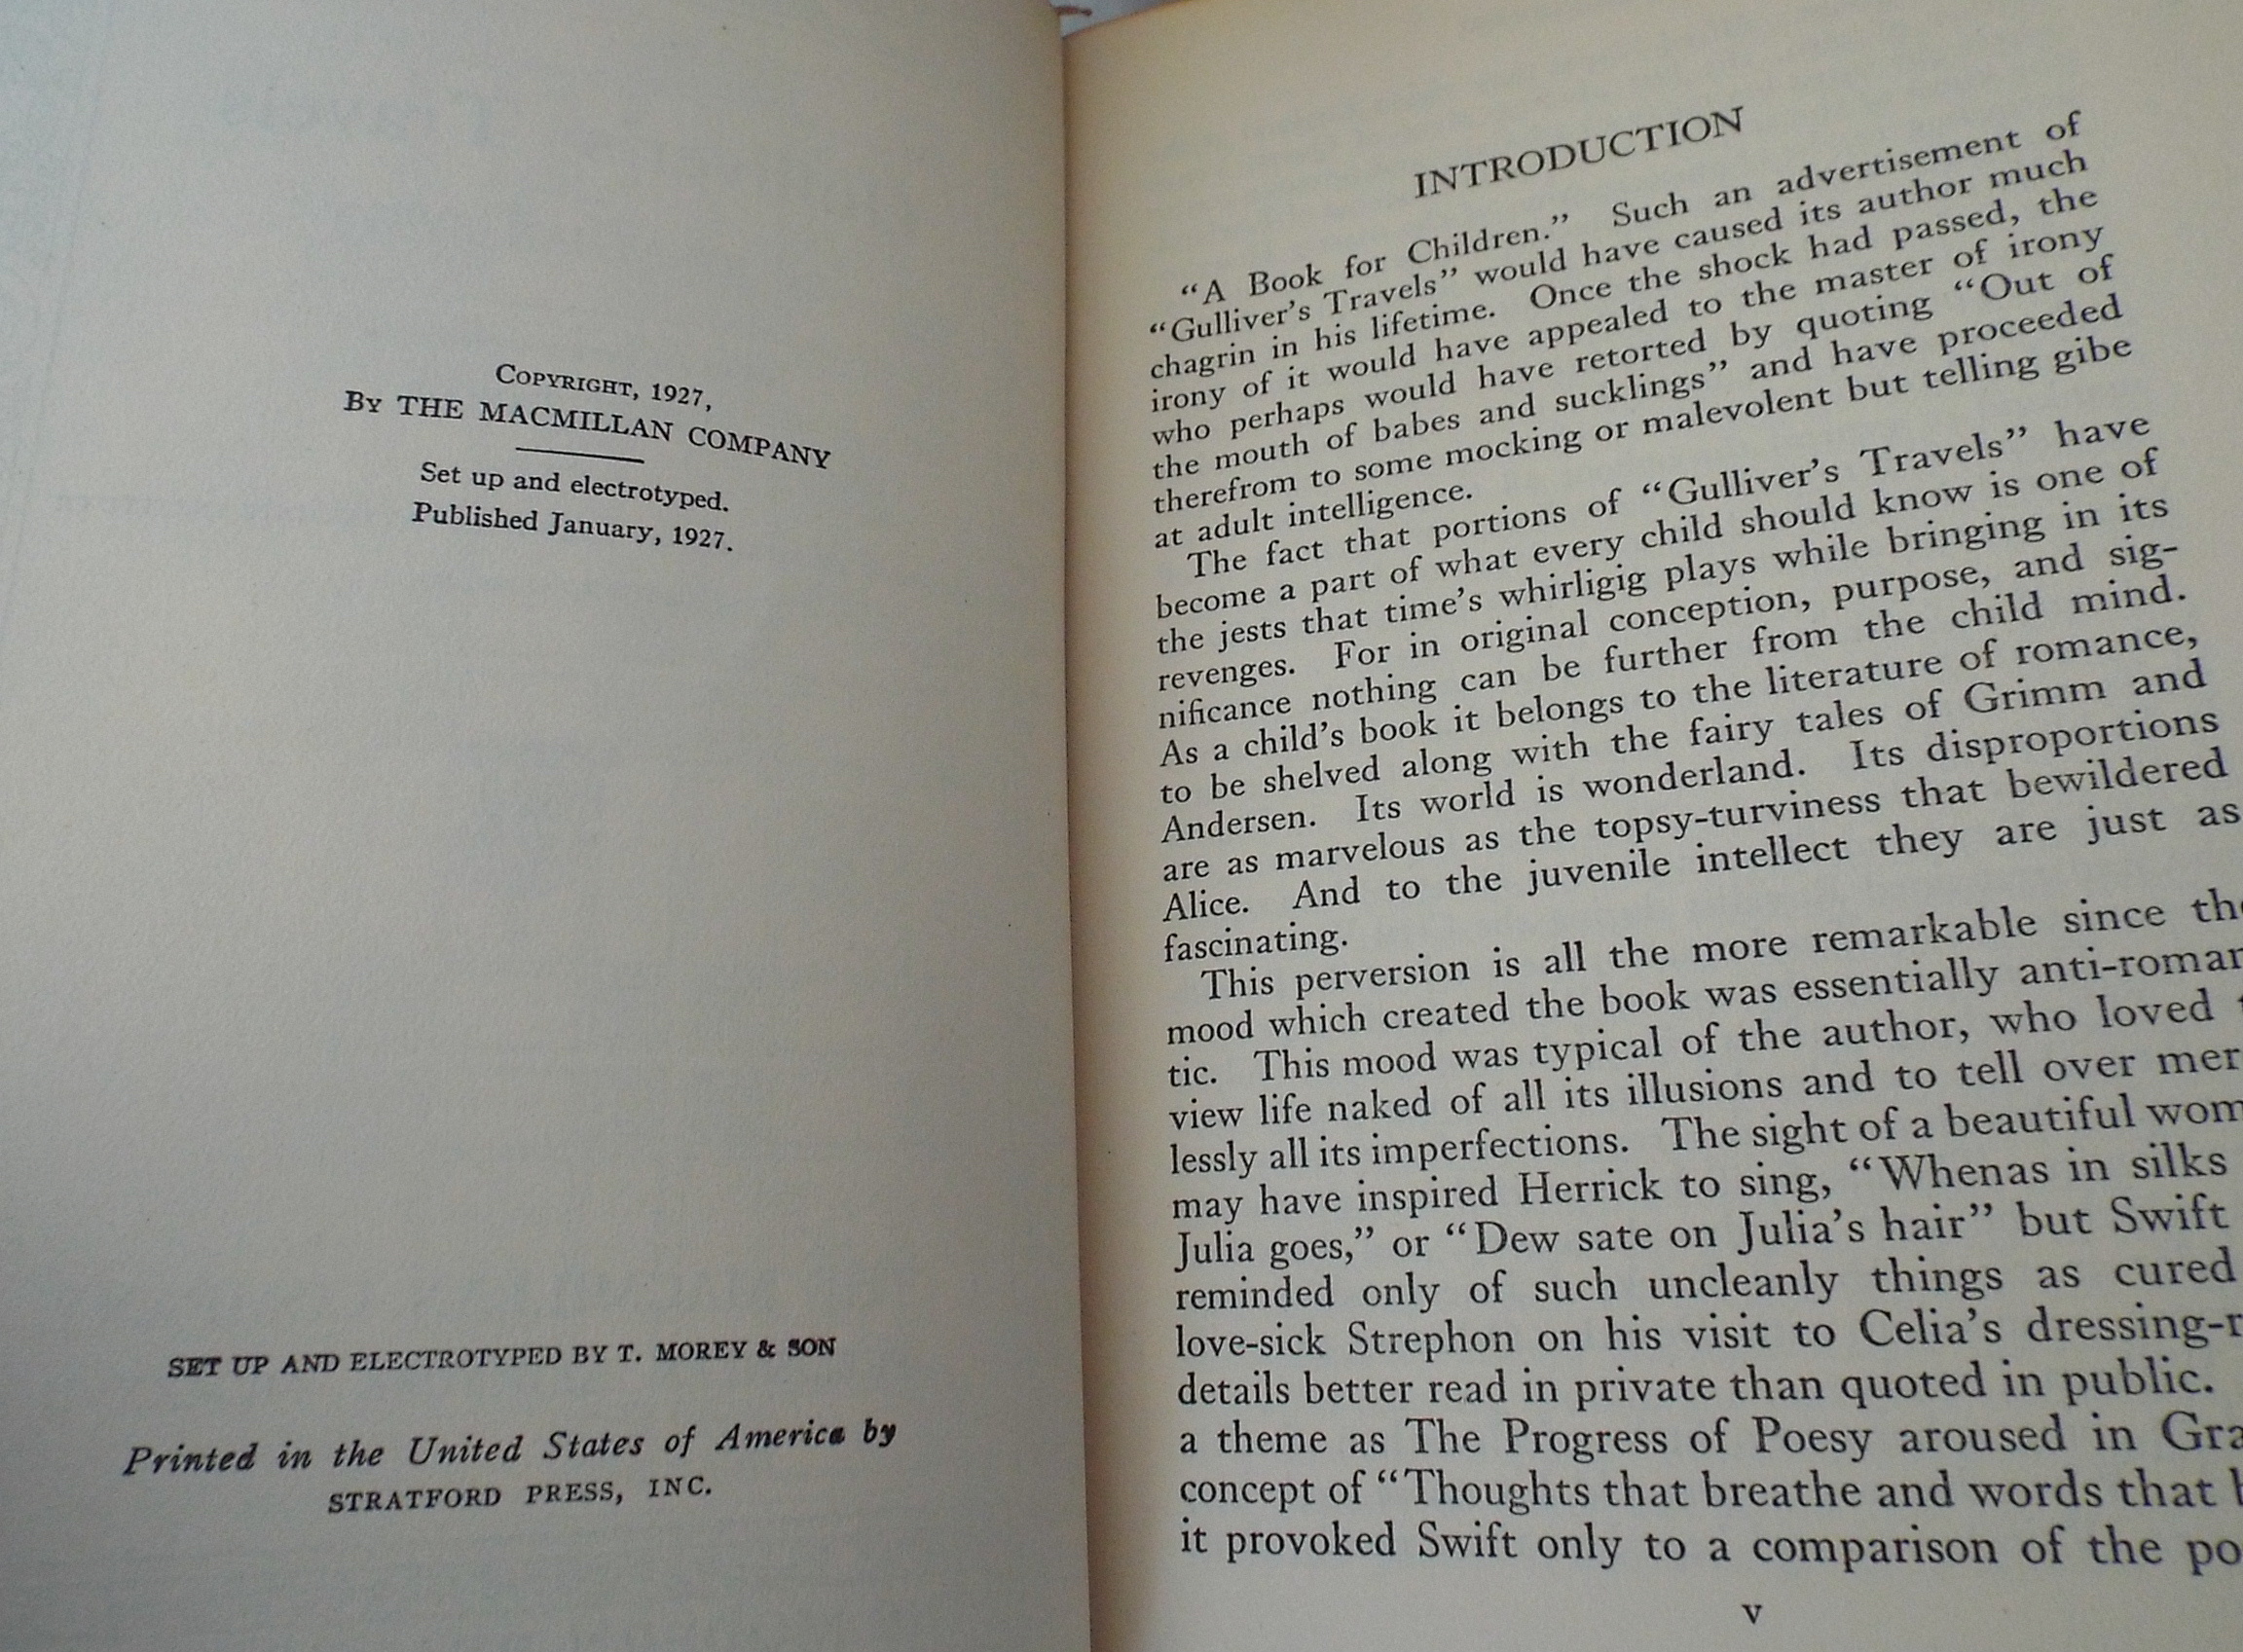 COPYRIGHT, 1927,
BY THE MACMILLAN COMPANY
Set up and electrotyped.
Published January, 1927.
SET UP AND ELECTROTYPED BY T. MOREY & SON
Printed in the United States of America by
STRATFORD PRESS, INC.
INTRODUCTION
“A Book for Children.” Such an advertisement of
“Gulliver’s Travels” would have caused its author much
chagrin in his lifetime. Once the shock had passed, the
irony of it would have appealed to the master of irony
who perhaps would have retorted by quoting “Out of
the mouth of babes and sucklings” and have proceeded
therefrom to some mocking or malevolent but telling gibe
at adult intelligence.
The fact that portions of “Gulliver’s Travels” have
become a part of what every child should know is one of
the jests that time’s whirligig plays while bringing in its
revenges. For in original conception, purpose, and sig-
nificance nothing can be further from the child mind.
As a child’s book it belongs to the literature of romance,
to be shelved along with the fairy tales of Grimm and
Andersen. Its world is wonderland. Its disproportions
are as marvelous as the topsy-turviness that bewildered
Alice. And to the juvenile intellect they are just as
fascinating.
This perversion is all the more remarkable since the
mood which created the book was essentially anti-roman
tic. This mood was typical of the author, who loved
view life naked of all its illusions and to tell over mer
lessly all its imperfections. The sight of a beautiful wom
may have inspired Herrick to sing, “Whenas in silks
Julia goes,” or “Dew sate on Julia’s hair” but Swift
reminded only of such uncleanly things as cured
love-sick Strephon on his visit to Celia’s dressing-r
details better read in private than quoted in public.
a theme as The Progress of Poesy aroused in Gra
concept of “Thoughts that breathe and words that
it provoked Swift only to a comparison of the po
v